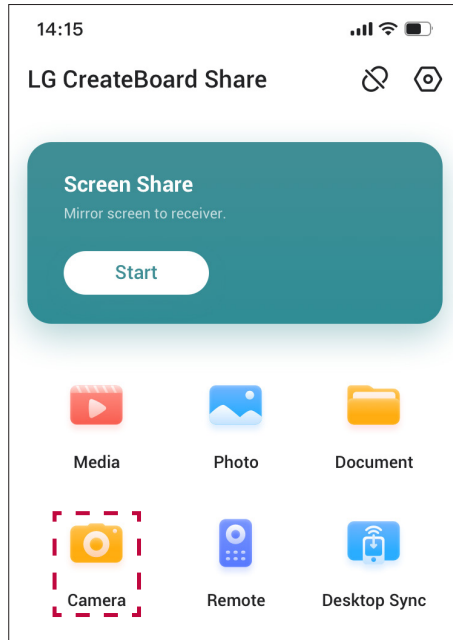 14:15
LG CreateBoard Share
Screen Share
Mirror screen to receiver.
Start
Media Photo Document
Camera Remote Desktop Sync